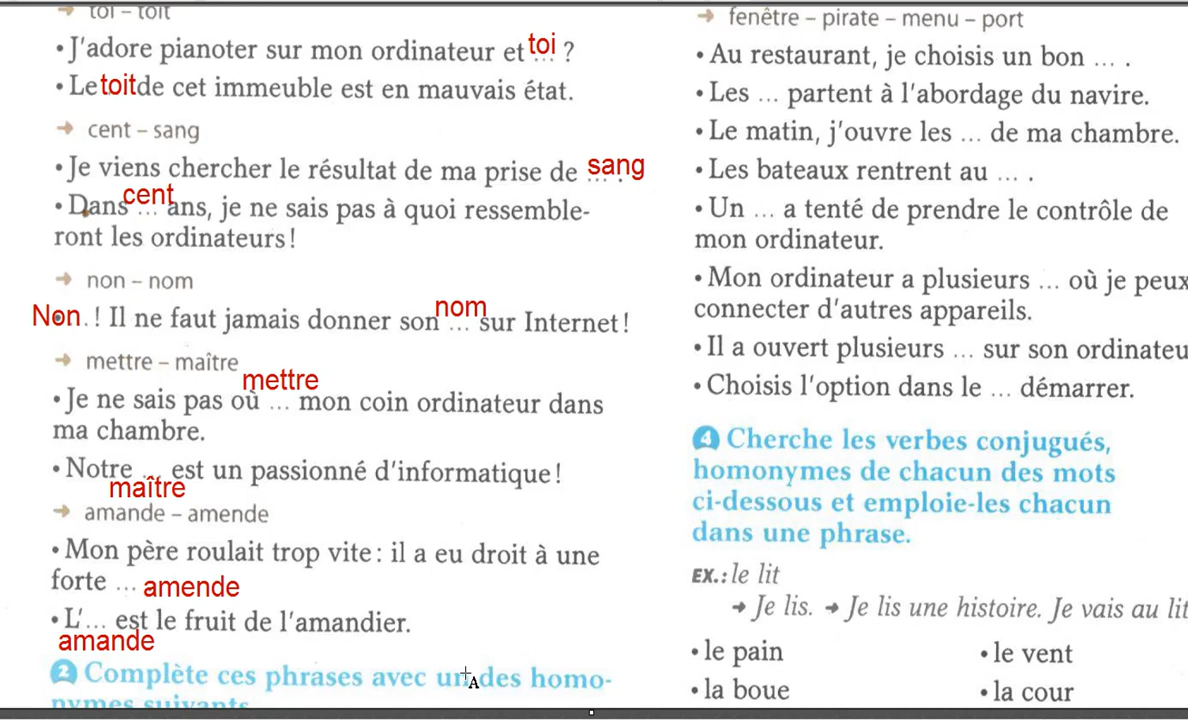 → toi – toit
• J'adore pianoter sur mon ordinateur et toi ... ?
• Le toit de cet immeuble est en mauvais état.
→ cent – sang
• Je viens chercher le résultat de ma prise de sang ... .
• Dans cent ... ans, je ne sais pas à quoi ressemble-
ront les ordinateurs !
→ non – nom
Non . ! Il ne faut jamais donner son nom ... sur Internet !
→ mettre – maître
mettre
• Je ne sais pas où ... mon coin ordinateur dans
ma chambre.
• Notre ... est un passionné d'informatique !
maître
→ amande – amende
• Mon père roulait trop vite : il a eu droit à une
forte ... amende
• L'... est le fruit de l'amandier.
amande
2 Complète ces phrases avec un des homo-
nymes suivants
→ fenêtre – pirate – menu – port
• Au restaurant, je choisis un bon ... .
• Les ... partent à l'abordage du navire.
• Le matin, j'ouvre les ... de ma chambre.
• Les bateaux rentrent au ... .
• Un ... a tenté de prendre le contrôle de
mon ordinateur.
• Mon ordinateur a plusieurs ... où je peux
connecter d'autres appareils.
• Il a ouvert plusieurs ... sur son ordinateu
• Choisis l'option dans le ... démarrer.
4 Cherche les verbes conjugués,
homonymes de chacun des mots
ci-dessous et emploie-les chacun
dans une phrase.
EX.: le lit
→ Je lis. → Je lis une histoire. Je vais au lit
• le pain • le vent
• la boue • la cour